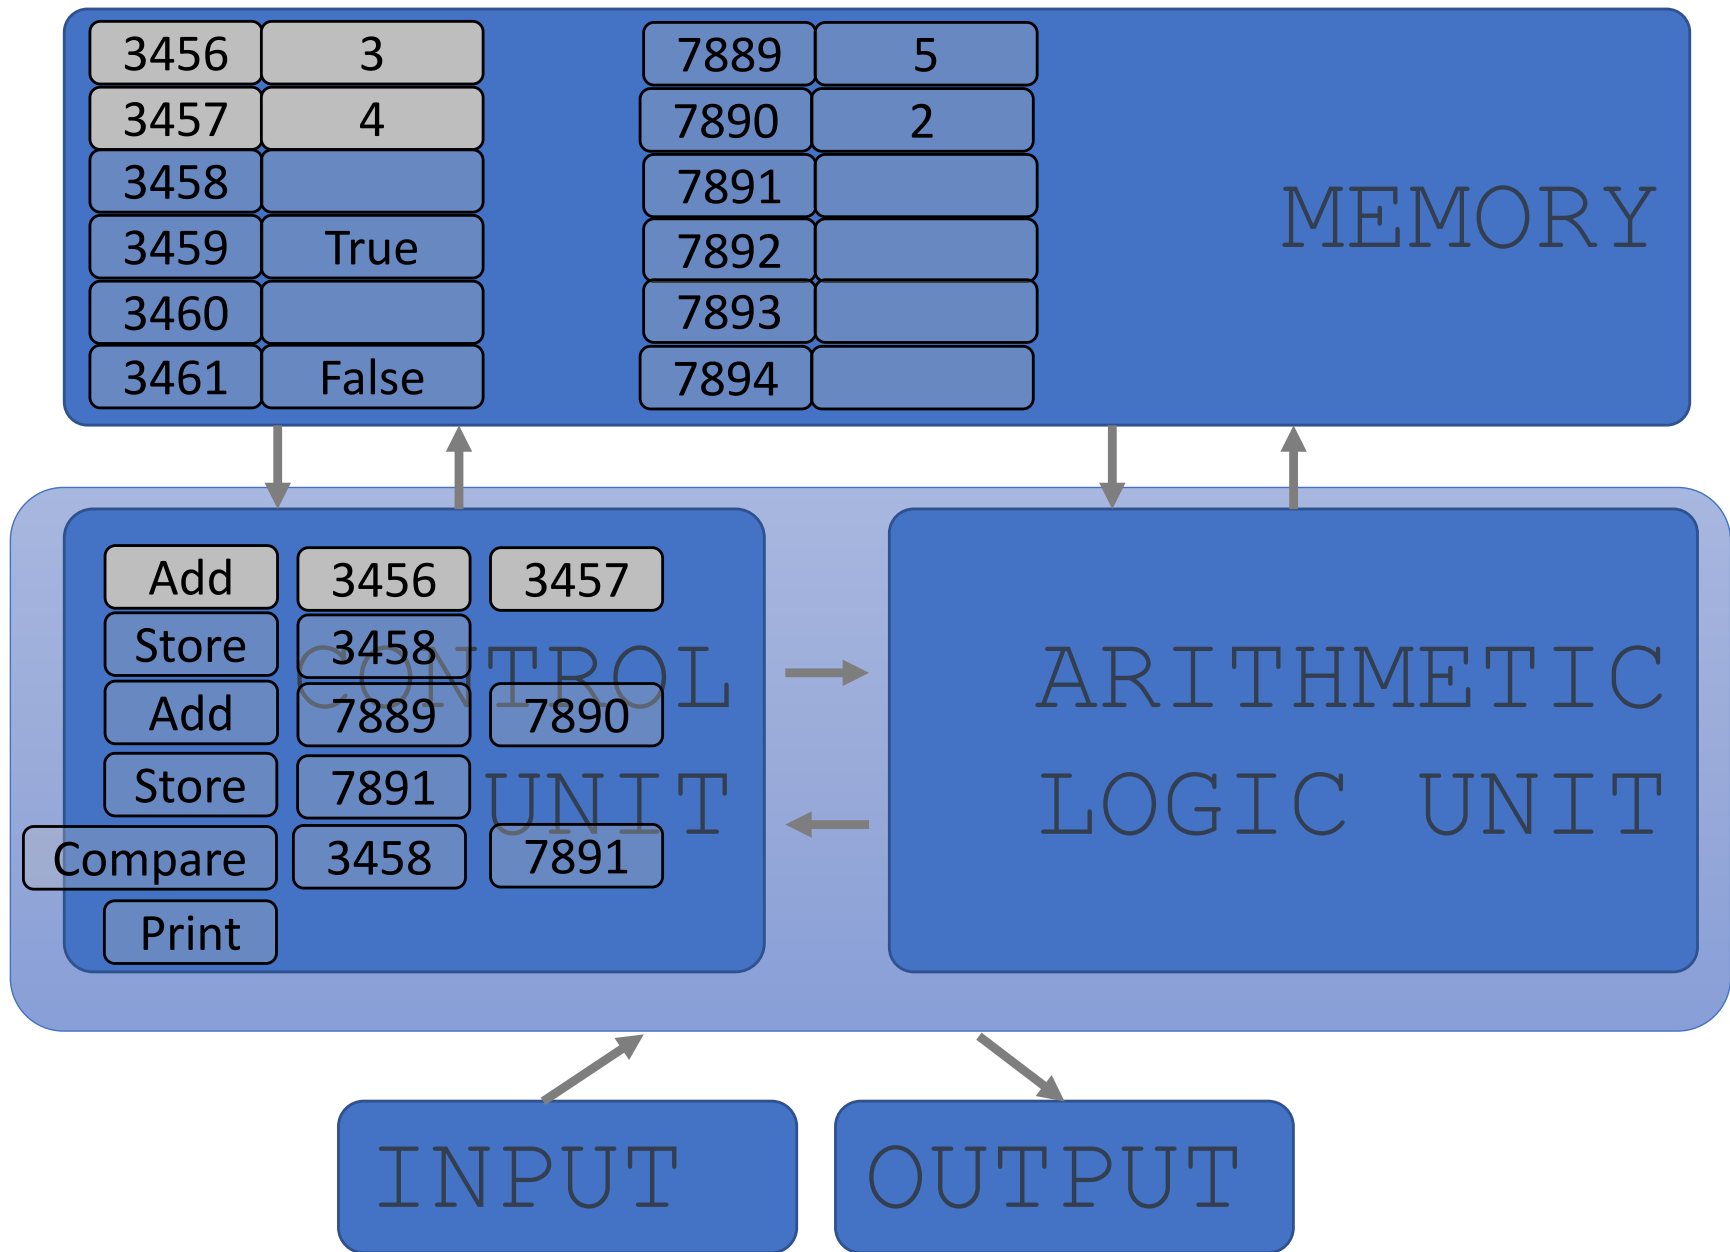 3456 3 7889 5
3457 4 7890 2
3458 7891
3459 True 7892
3460 7893
3461 False 7894
MEMORY
Add 3456 3457
Store 3458
Add 7889 7890
Store 7891
Compare 3458 7891
Print
CONTROL
UNIT
ARITHMETIC
LOGIC UNIT
INPUT
OUTPUT